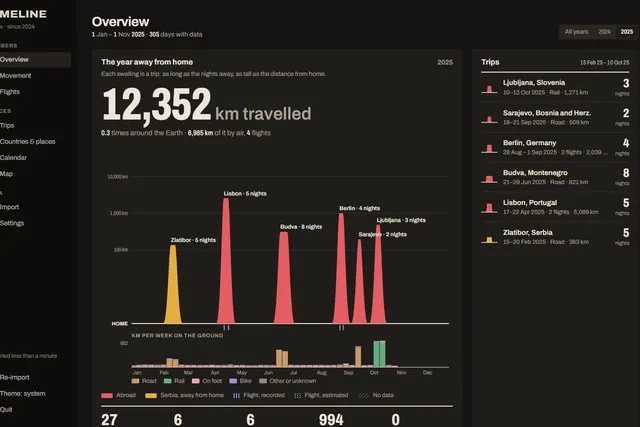 MELINE
e · since 2024
BERS
Overview
Movement
Flights
CES
Trips
Countries & places
Calendar
Map
A
Import
Settings
rted less than a minute
Re-import
Theme: system
Quit
Overview
1 Jan – 1 Nov 2025 · 305 days with data
All years 2024 2025
The year away from home 2025
Each swelling is a trip: as long as the nights away, as tall as the distance from home.
12,352 km travelled
0.3 times around the Earth · 6,985 km of it by air, 4 flights
10,000 km
1,000 km
100 km
HOME
Zlatibor · 5 nights
Lisbon · 5 nights
Budva · 8 nights
Berlin · 4 nights
Sarajevo · 2 nights
Ljubljana · 3 nights
KM PER WEEK ON THE GROUND
682
Jan Feb Mar Apr May Jun Jul Aug Sep Oct Nov Dec
Road Rail On foot Bike Other or unknown
Abroad Serbia, away from home Flight, recorded Flight, estimated No data
27 6 6 994 0
Trips 15 Feb 25 - 10 Oct 25
Ljubljana, Slovenia 3
10–13 Oct 2025 · Rail · 1,271 km nights
Sarajevo, Bosnia and Herz. 2
19–21 Sep 2025 · Road · 509 km nights
Berlin, Germany 4
28 Aug – 1 Sep 2025 · 2 flights · 2,039 ... nights
Budva, Montenegro 8
21–29 Jun 2025 · Road · 821 km nights
Lisbon, Portugal 5
17–22 Apr 2025 · 2 flights · 5,089 km nights
Zlatibor, Serbia 5
15–20 Feb 2025 · Road · 383 km nights